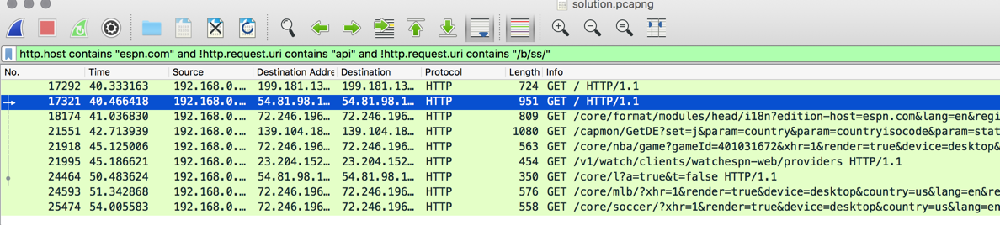 solution.pcapng
http.host contains "espn.com" and !http.request.uri contains "api" and !http.request.uri contains "/b/ss/"
No. Time Source Destination Addre Destination Protocol Length Info
17292 40.333163 192.168.0.… 199.181.13… 199.181.13… HTTP 724 GET / HTTP/1.1
17321 40.466418 192.168.0.… 54.81.98.1… 54.81.98.1… HTTP 951 GET / HTTP/1.1
18174 41.036830 192.168.0.… 72.246.196… 72.246.196… HTTP 809 GET /core/format/modules/head/i18n?edition-host=espn.com&lang=en&regi
21551 42.713939 192.168.0.… 139.104.18… 139.104.18… HTTP 1080 GET /capmon/GetDE?set=j&param=country&param=countryisocode&param=stat
21918 45.125006 192.168.0.… 72.246.196… 72.246.196… HTTP 563 GET /core/nba/game?gameId=401031672&xhr=1&render=true&device=desktop&
21995 45.186621 192.168.0.… 23.204.152… 23.204.152… HTTP 454 GET /v1/watch/clients/watchespn-web/providers HTTP/1.1
24464 50.483624 192.168.0.… 54.81.98.1… 54.81.98.1… HTTP 350 GET /core/l?a=true&t=false HTTP/1.1
24593 51.342868 192.168.0.… 72.246.196… 72.246.196… HTTP 576 GET /core/mlb/?xhr=1&render=true&device=desktop&country=us&lang=en&re
25474 54.005583 192.168.0.… 72.246.196… 72.246.196… HTTP 558 GET /core/soccer/?xhr=1&render=true&device=desktop&country=us&lang=en